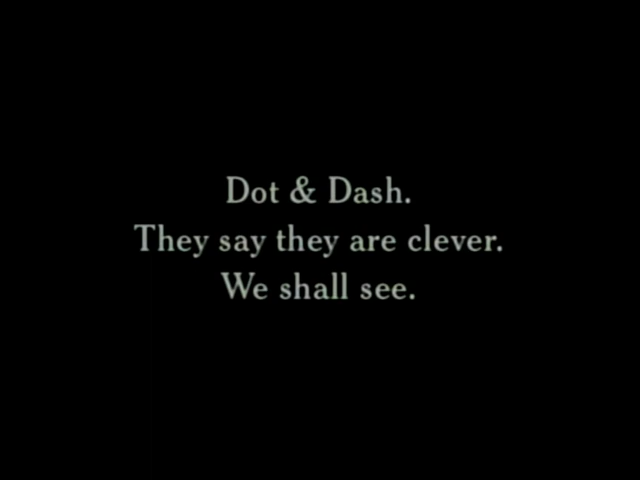 Dot & Dash.
They say they are clever.
We shall see.